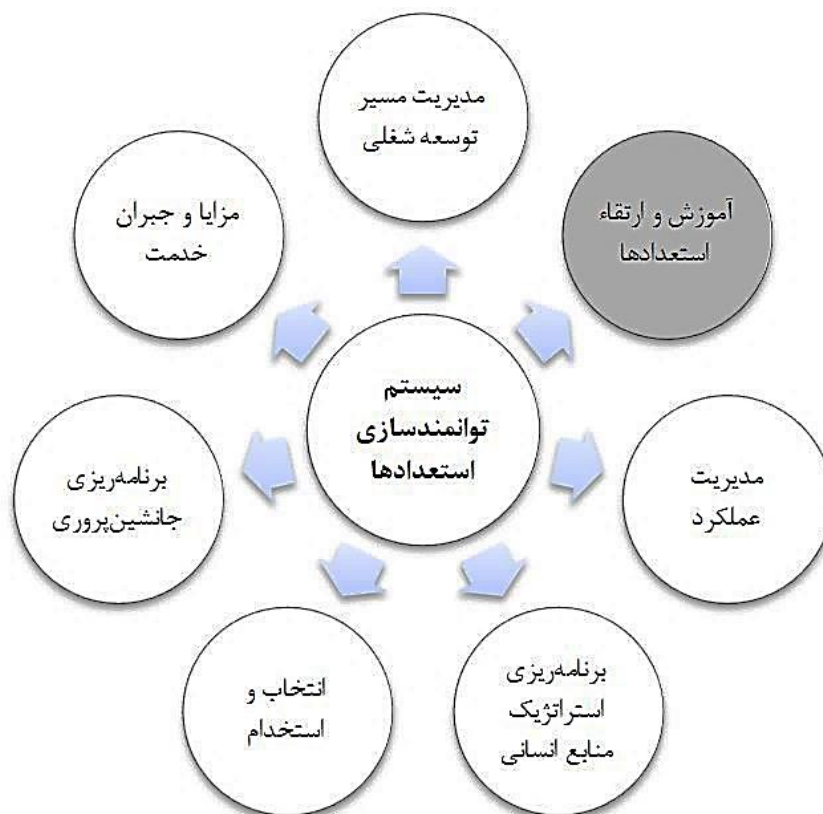 مدیریت مسیر
توسعه شغلی
آموزش و ارتقاء
استعدادها
مزایا و جبران
خدمت
سیستم
توانمندسازی
استعدادها
مدیریت
عملکرد
برنامه‌ریزی
جانشین‌پروری
برنامه‌ریزی
استراتژیک
منابع انسانی
انتخاب و
استخدام